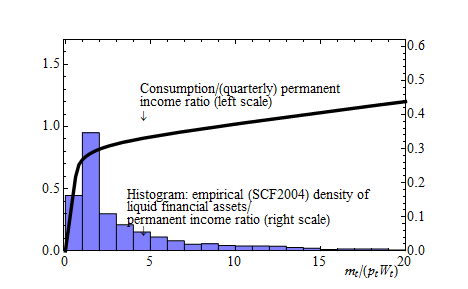 1.5
1.0
0.5
0.0
0.6
0.5
0.4
0.3
0.2
0.1
0.0
Consumption/(quarterly) permanent
income ratio (left scale)
↓
Histogram: empirical (SCF2004) density of
liquid financial assets/
permanent income ratio (right scale)
↓ ↓
0 5 10 15 20
m_t/(p_tW_t)